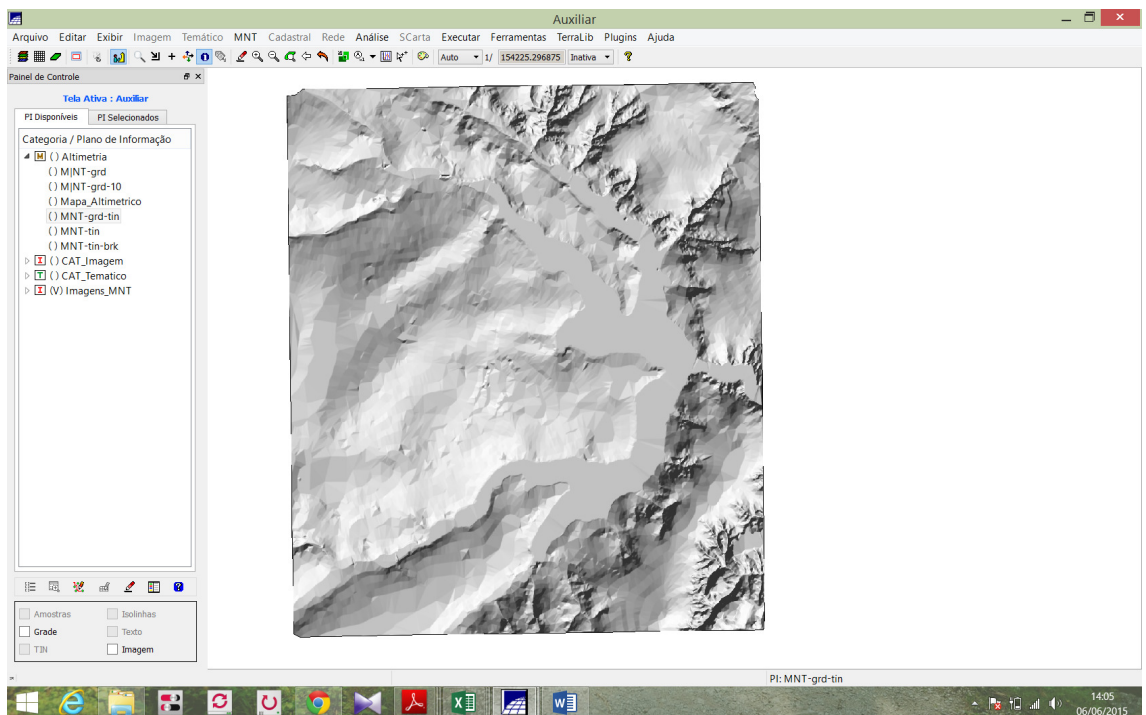 Auxiliar
Arquivo Editar Exibir Imagem Temático MNT Cadastral Rede Análise SCarta Executar Ferramentas TerraLib Plugins Ajuda
Auto 1/ 154225.296875 Inativa
Painel de Controle
Tela Ativa : Auxiliar
PI Disponíveis PI Selecionados
Categoria / Plano de Informação
M () Altimetria
() M|NT-grd
() M|NT-grd-10
() Mapa_Altimetrico
() MNT-grd-tin
() MNT-tin
() MNT-tin-brk
I () CAT_Imagem
T () CAT_Tematico
I (V) Imagens_MNT
Amostras Isolinhas
Grade Texto
TIN Imagem
PI: MNT-grd-tin
14:05
06/06/2015